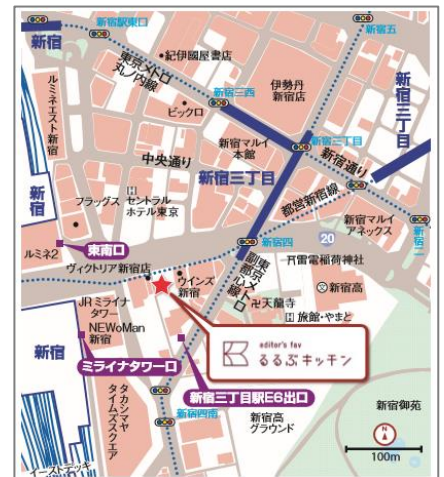 新宿駅東口
新宿五
新宿
紀伊國屋書店
東京メトロ
丸ノ内線
伊勢丹
新宿店
新宿三西
ルミネエスト新宿
ビックロ
新宿三丁目
新宿マルイ
本館
新宿三丁目
中央通り
新宿通り
新宿三丁目
都営新宿線
H
セントラル
ホテル東京
フラッグス
新宿
新宿マルイ
アネックス
新宿二
ルミネ2
東南口
新宿四
20
ヴィクトリア新宿店
ウインズ
新宿
東京メトロ
副都心線
雷電稲荷神社
天龍寺
新宿高
JRミライナ
タワー
NEWoMan
新宿
H 旅館・やまと
editor's fav
るるぶキッチン
新宿
ミライナタワー口
新宿三丁目駅E6出口
タカシマヤ
タイムズスクエア
新宿四南
新宿高
グラウンド
新宿御苑
N
100m
イーストデッキ